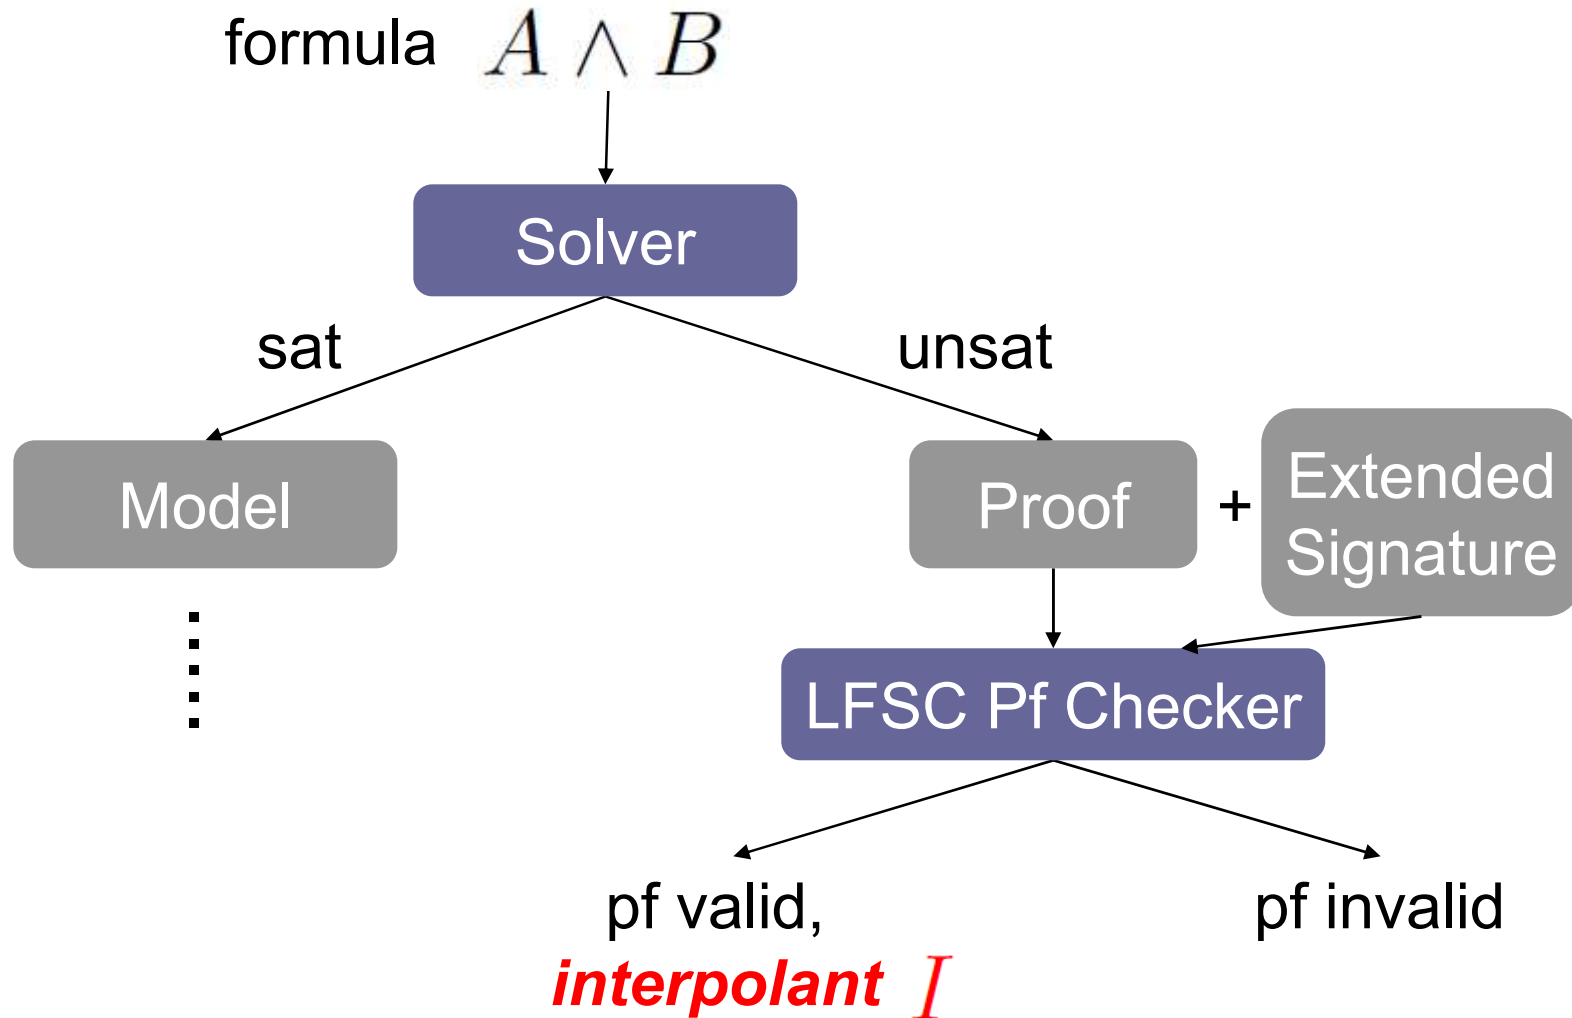 formula A ∧ B
Solver
sat
unsat
Model
Proof
+
Extended
Signature
LFSC Pf Checker
pf valid,
interpolant I
pf invalid